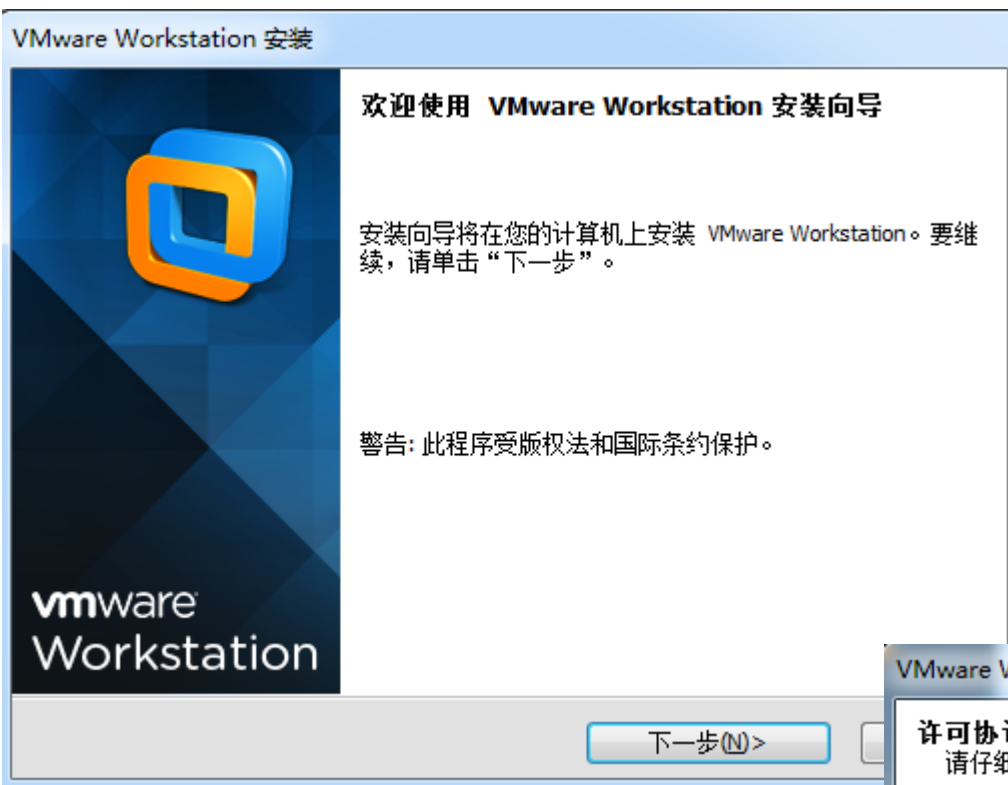 VMware Workstation 安装
欢迎使用 VMware Workstation 安装向导
安装向导将在您的计算机上安装 VMware Workstation。要继
续，请单击“下一步”。
警告: 此程序受版权法和国际条约保护。
vmware
Workstation
下一步(N)>
VMware
许可协
请仔细